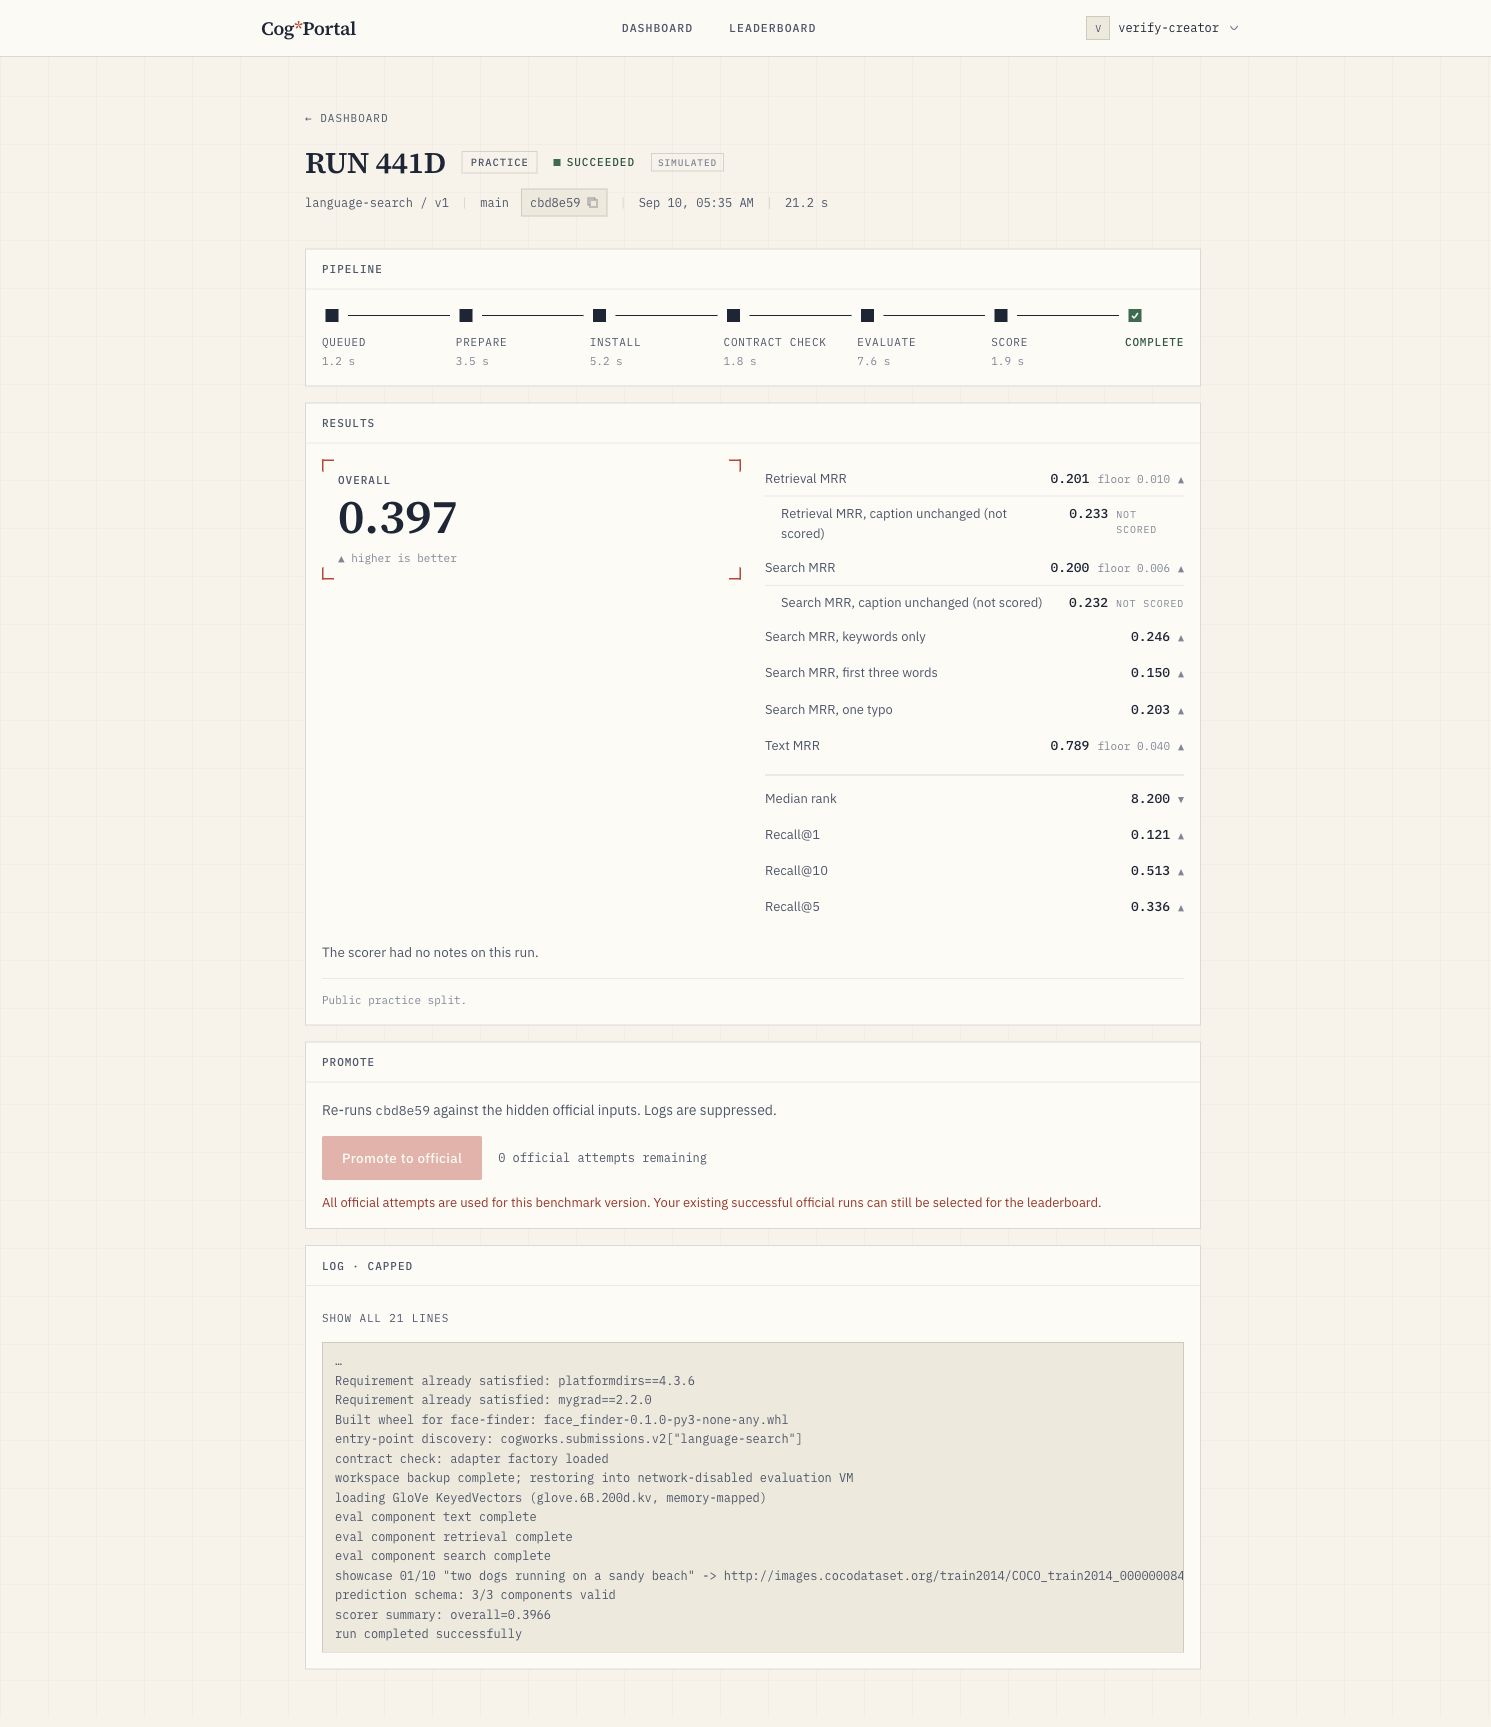 Cog*Portal
DASHBOARD
LEADERBOARD
V
verify-creator
← DASHBOARD
RUN 441D
PRACTICE
SUCCEEDED
SIMULATED
language-search / v1 | main cbd8e59 | Sep 10, 05:35 AM | 21.2 s
PIPELINE
QUEUED
1.2 s
PREPARE
3.5 s
INSTALL
5.2 s
CONTRACT CHECK
1.8 s
EVALUATE
7.6 s
SCORE
1.9 s
COMPLETE
RESULTS
OVERALL
0.397
▲ higher is better
Retrieval MRR 0.201 floor 0.010 ▲
Retrieval MRR, caption unchanged (not
scored)
0.233 NOT
SCORED
Search MRR 0.200 floor 0.006 ▲
Search MRR, caption unchanged (not scored) 0.232 NOT SCORED
Search MRR, keywords only 0.246 ▲
Search MRR, first three words 0.150 ▲
Search MRR, one typo 0.203 ▲
Text MRR 0.789 floor 0.040 ▲
Median rank 8.200 ▼
Recall@1 0.121 ▲
Recall@10 0.513 ▲
Recall@5 0.336 ▲
The scorer had no notes on this run.
Public practice split.
PROMOTE
Re-runs cbd8e59 against the hidden official inputs. Logs are suppressed.
Promote to official
0 official attempts remaining
All official attempts are used for this benchmark version. Your existing successful official runs can still be selected for the leaderboard.
LOG · CAPPED
SHOW ALL 21 LINES
…
Requirement already satisfied: platformdirs==4.3.6
Requirement already satisfied: mygrad==2.2.0
Built wheel for face-finder: face_finder-0.1.0-py3-none-any.whl
entry-point discovery: cogworks.submissions.v2["language-search"]
contract check: adapter factory loaded
workspace backup complete; restoring into network-disabled evaluation VM
loading GloVe KeyedVectors (glove.6B.200d.kv, memory-mapped)
eval component text complete
eval component retrieval complete
eval component search complete
showcase 01/10 "two dogs running on a sandy beach" -> http://images.cocodataset.org/train2014/COCO_train2014_000000084
prediction schema: 3/3 components valid
scorer summary: overall=0.3966
run completed successfully